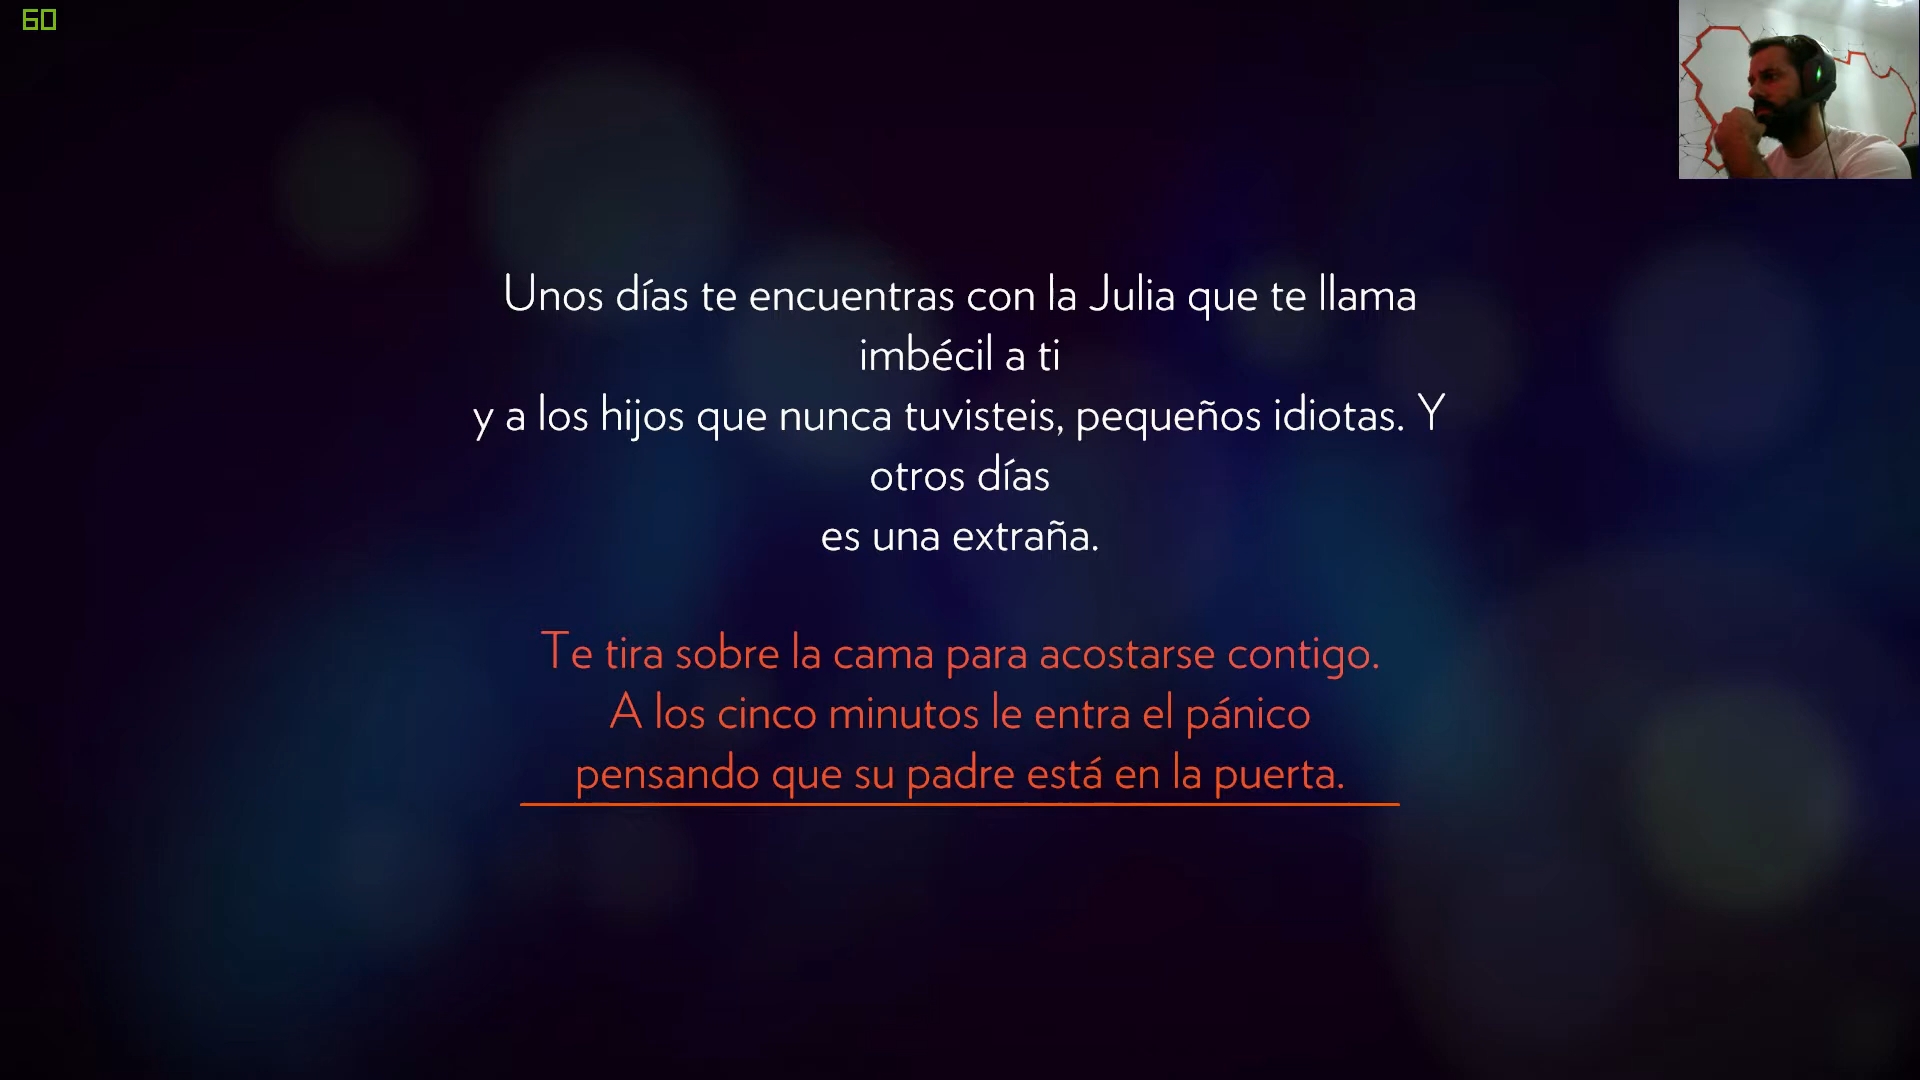 60
Unos días te encuentras con la Julia que te llama
imbécil a ti
y a los hijos que nunca tuvisteis, pequeños idiotas. Y
otros días
es una extraña.
Te tira sobre la cama para acostarse contigo.
A los cinco minutos le entra el pánico
pensando que su padre está en la puerta.